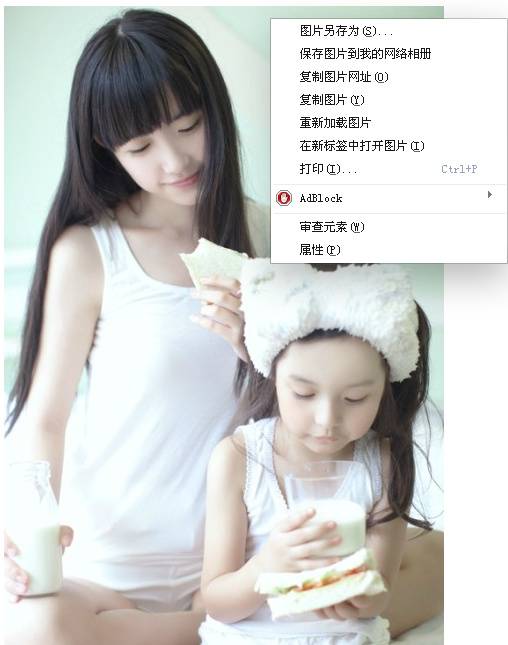 图片另存为(S)...
保存图片到我的网络相册
复制图片网址(O)
复制图片(Y)
重新加载图片
在新标签中打开图片(I)
打印(I)... Ctrl+P
AdBlock
审查元素(W)
属性(P)